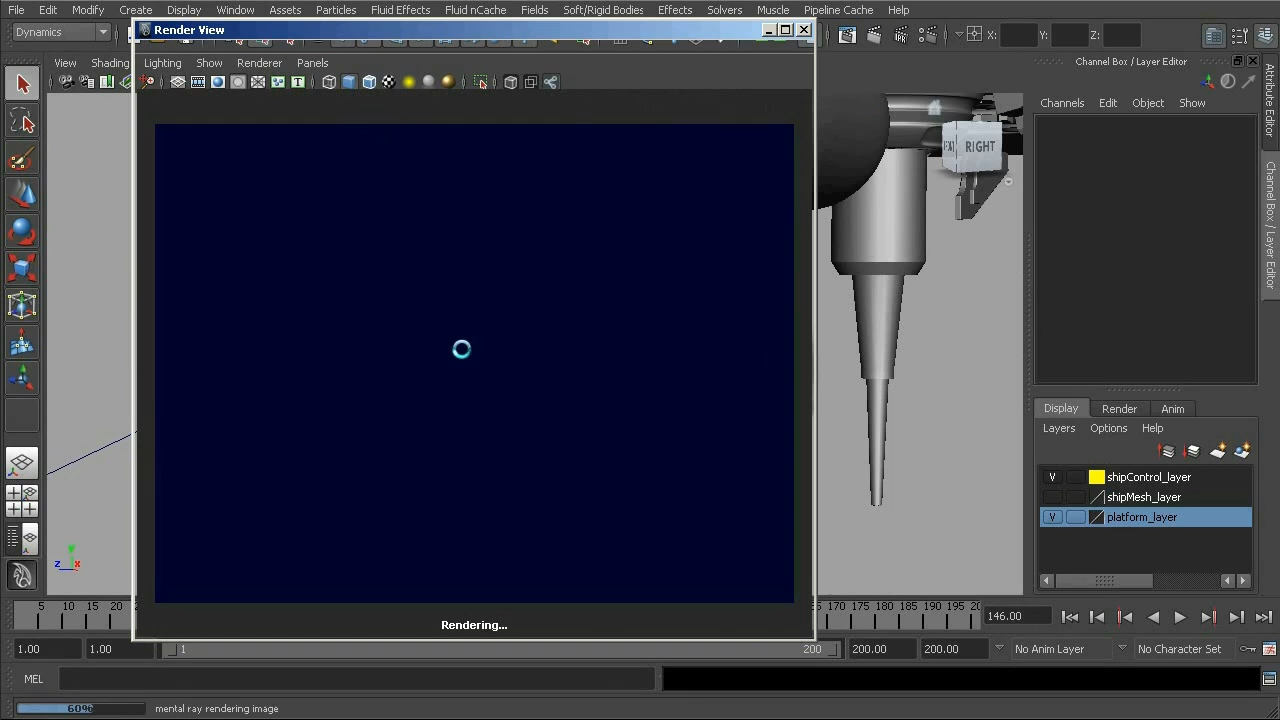 File Edit Modify Create Display Window Assets Animate Geometry Cache Fluid Effects Fluid nCache Fields Soft/Rigid Bodies Effects Solvers Muscle Pipeline Cache Help
Render View
Dynamics
X: Y: Z:
View Shading Lighting Show Renderer Panels
Channel Box / Layer Editor
Channels Edit Object Show
Attribute Editor
Channel Box / Layer Editor
RIGHT
Display Render Anim
Layers Options Help
V shipControl_layer
shipMesh_layer
V platform_layer
Rendering...
5 10 15 20 170 175 180 185 190 195 20
146.00
1.00 1.00 1 200 200.00 200.00 No Anim Layer No Character Set
MEL
60% mental ray rendering image